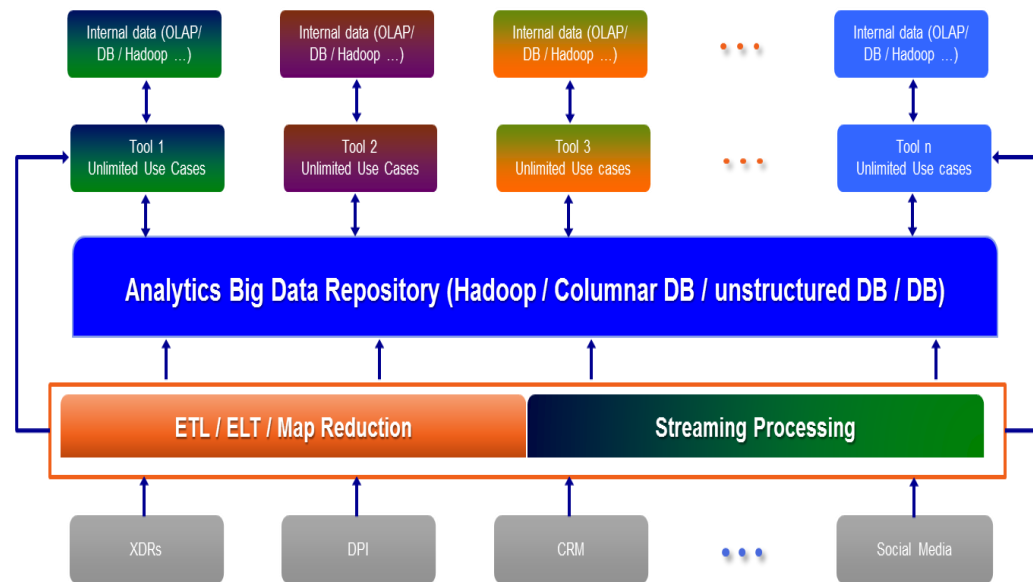 Internal data (OLAP/
DB / Hadoop ...)
Internal data (OLAP/
DB / Hadoop ...)
Internal data (OLAP/
DB / Hadoop ...)
...
Internal data (OLAP/
DB / Hadoop ...)
Tool 1
Unlimited Use Cases
Tool 2
Unlimited Use Cases
Tool 3
Unlimited Use cases
...
Tool n
Unlimited Use cases
Analytics Big Data Repository (Hadoop / Columnar DB / unstructured DB / DB)
ETL / ELT / Map Reduction
Streaming Processing
XDRs
DPI
CRM
...
Social Media